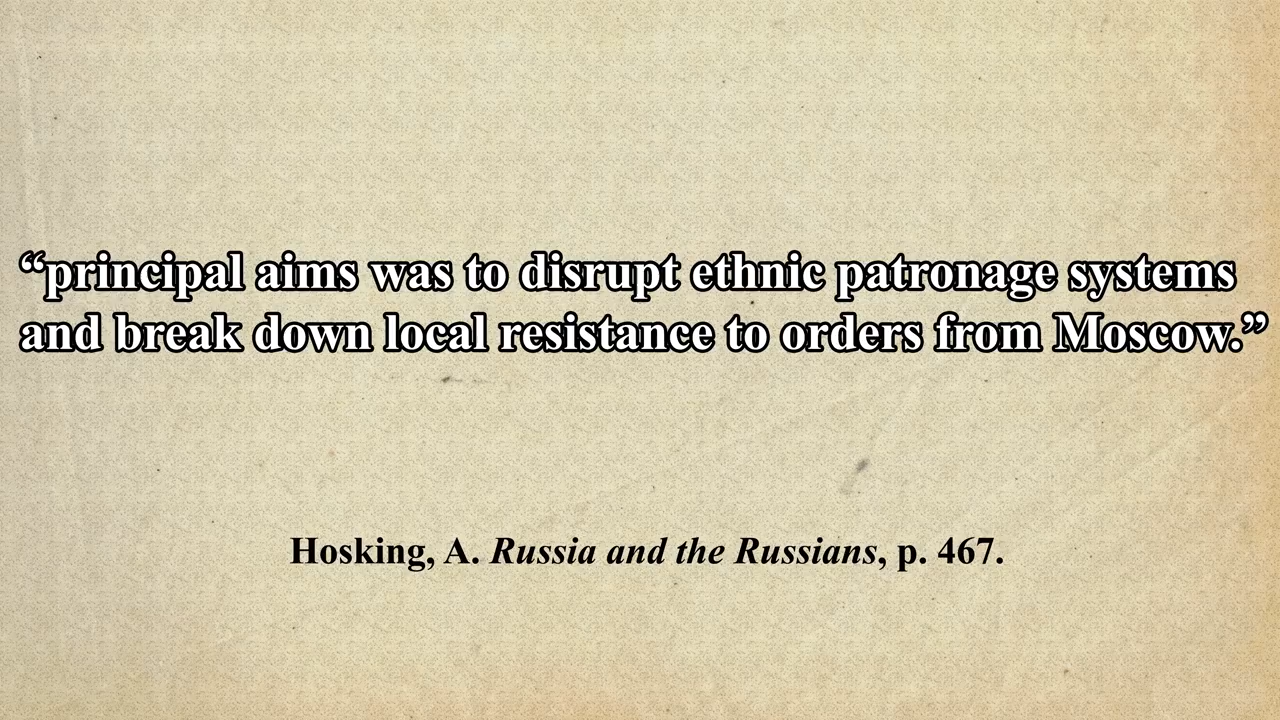 “principal aims was to disrupt ethnic patronage systems
and break down local resistance to orders from Moscow.”
Hosking, A. Russia and the Russians, p. 467.